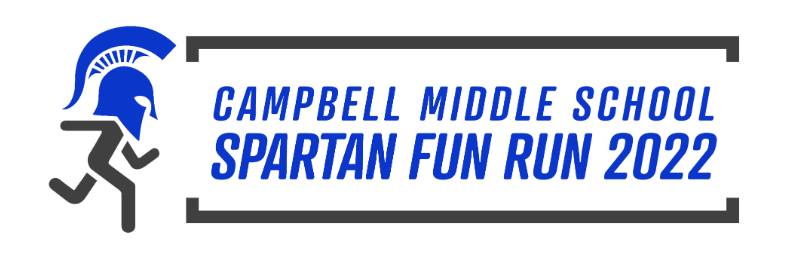 CAMPBELL MIDDLE SCHOOL
SPARTAN FUN RUN 2022